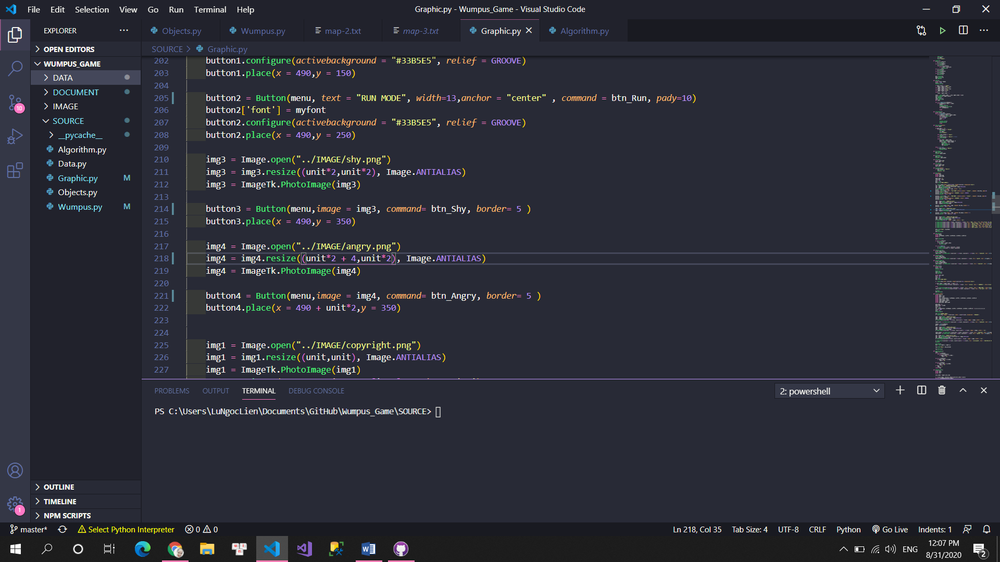 File Edit Selection View Go Run Terminal Help
Graphic.py - Wumpus_Game - Visual Studio Code
EXPLORER
Objects.py
Wumpus.py
map-2.txt
map-3.txt
Graphic.py
Algorithm.py
OPEN EDITORS
WUMPUS_GAME
DATA
DOCUMENT
IMAGE
SOURCE
__pycache__
Algorithm.py
Data.py
Graphic.py M
Objects.py
Wumpus.py M
OUTLINE
TIMELINE
NPM SCRIPTS
10
1
SOURCE > Graphic.py
202 button1.configure(activebackground = "#33B5E5", relief = GROOVE)
203 button1.place(x = 490,y = 150)
204
205 button2 = Button(menu, text = "RUN MODE", width=13,anchor = "center" , command = btn_Run, pady=10)
206 button2['font'] = myfont
207 button2.configure(activebackground = "#33B5E5", relief = GROOVE)
208 button2.place(x = 490,y = 250)
209
210 img3 = Image.open("../IMAGE/shy.png")
211 img3 = img3.resize((unit*2,unit*2), Image.ANTIALIAS)
212 img3 = ImageTk.PhotoImage(img3)
213
214 button3 = Button(menu,image = img3, command= btn_Shy, border= 5 )
215 button3.place(x = 490,y = 350)
216
217 img4 = Image.open("../IMAGE/angry.png")
218 img4 = img4.resize((unit*2 + 4,unit*2), Image.ANTIALIAS)
219 img4 = ImageTk.PhotoImage(img4)
220
221 button4 = Button(menu,image = img4, command= btn_Angry, border= 5 )
222 button4.place(x = 490 + unit*2,y = 350)
223
224
225 img1 = Image.open("../IMAGE/copyright.png")
226 img1 = img1.resize((unit,unit), Image.ANTIALIAS)
227 img1 = ImageTk.PhotoImage(img1)
PROBLEMS OUTPUT TERMINAL DEBUG CONSOLE
2: powershell
PS C:\Users\LuNgocLien\Documents\GitHub\Wumpus_Game\SOURCE>
master* Select Python Interpreter 0 0
Ln 218, Col 35 Tab Size: 4 UTF-8 CRLF Python Go Live Indents: 1
ENG
12:07 PM
8/31/2020
2